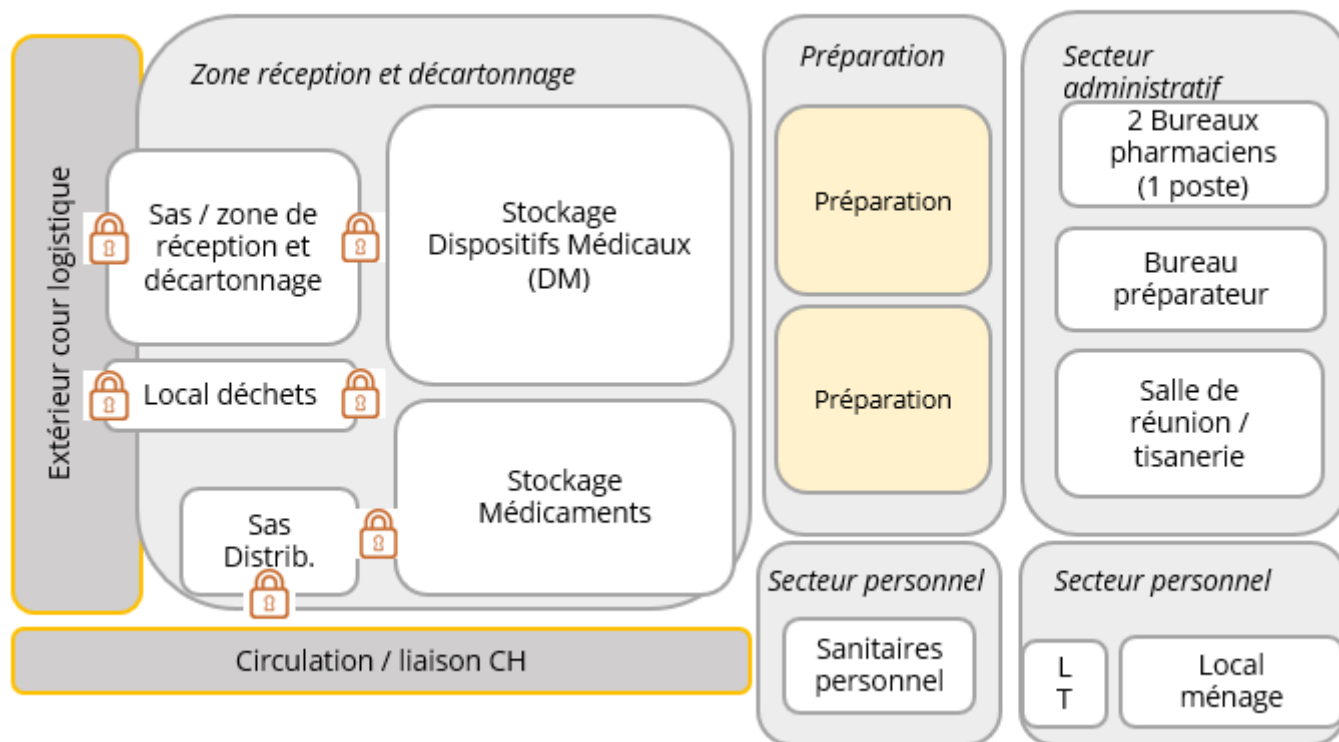 Extérieur cour logistique
Zone réception et décartonnage
Sas / zone de
réception et
décartonnage
Local déchets
Sas
Distrib.
Stockage
Dispositifs Médicaux
(DM)
Stockage
Médicaments
Circulation / liaison CH
Préparation
Préparation
Préparation
Secteur
administratif
2 Bureaux
pharmaciens
(1 poste)
Bureau
préparateur
Salle de
réunion /
tisanerie
Secteur personnel
Sanitaires
personnel
Secteur personnel
L
T
Local
ménage